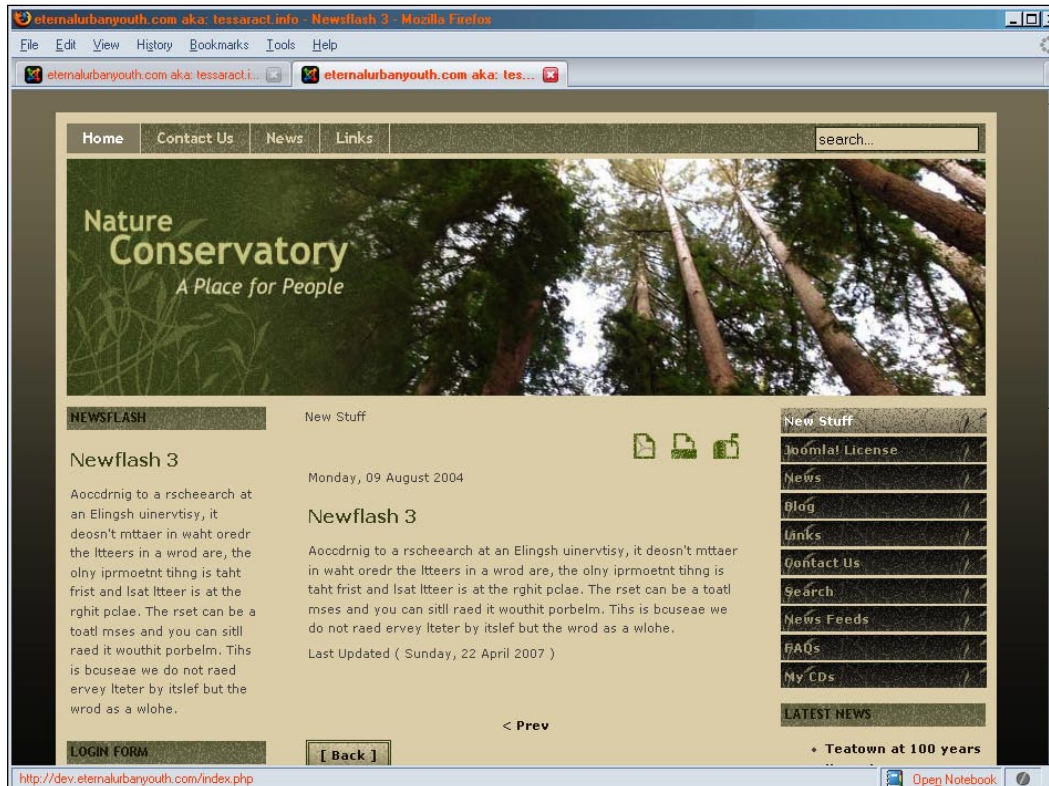 eternalurbanyouth.com aka: tessaract.info - Newsflash 3 - Mozilla Firefox
File Edit View History Bookmarks Tools Help
eternalurbanyouth.com aka: tessaract.i...
eternalurbanyouth.com aka: tes...
Home Contact Us News Links
search...
Nature
Conservatory
A Place for People
NEWSFLASH
Newflash 3
Aoccdrnig to a rscheearch at
an Elingsh uinervtisy, it
deosn't mttaer in waht oredr
the ltteers in a wrod are, the
olny iprmoetnt tihng is taht
frist and lsat ltteer is at the
rghit pclae. The rset can be a
toatl mses and you can sitll
raed it wouthit porbelm. Tihs
is bcuseae we do not raed
ervey lteter by itslef but the
wrod as a wlohe.
LOGIN FORM
New Stuff
Monday, 09 August 2004
Newflash 3
Aoccdrnig to a rscheearch at an Elingsh uinervtisy, it deosn't mttaer
in waht oredr the ltteers in a wrod are, the olny iprmoetnt tihng is
taht frist and lsat ltteer is at the rghit pclae. The rset can be a toatl
mses and you can sitll raed it wouthit porbelm. Tihs is bcuseae we
do not raed ervey lteter by itslef but the wrod as a wlohe.
Last Updated ( Sunday, 22 April 2007 )
< Prev
[ Back ]
New Stuff
Joomla! License
News
Blog
Links
Contact Us
Search
News Feeds
FAQs
My CDs
LATEST NEWS
Teatown at 100 years
http://dev.eternalurbanyouth.com/index.php
Open Notebook